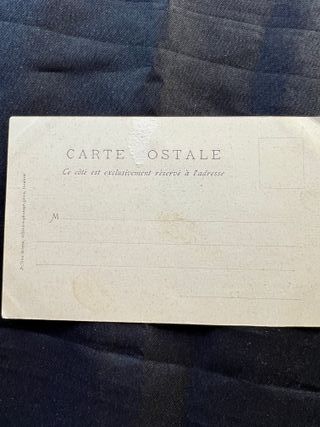 CARTE OSTALE
Ce côté est exclusivement réservé à l'adresse
M